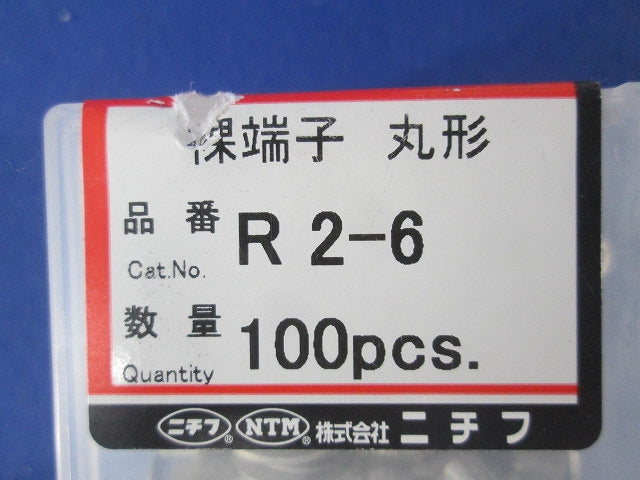 裸端子 丸形
品番 R 2-6
Cat.No.
数量 100pcs.
Quantity
ニチフ® NTM® 株式会社 ニチフ